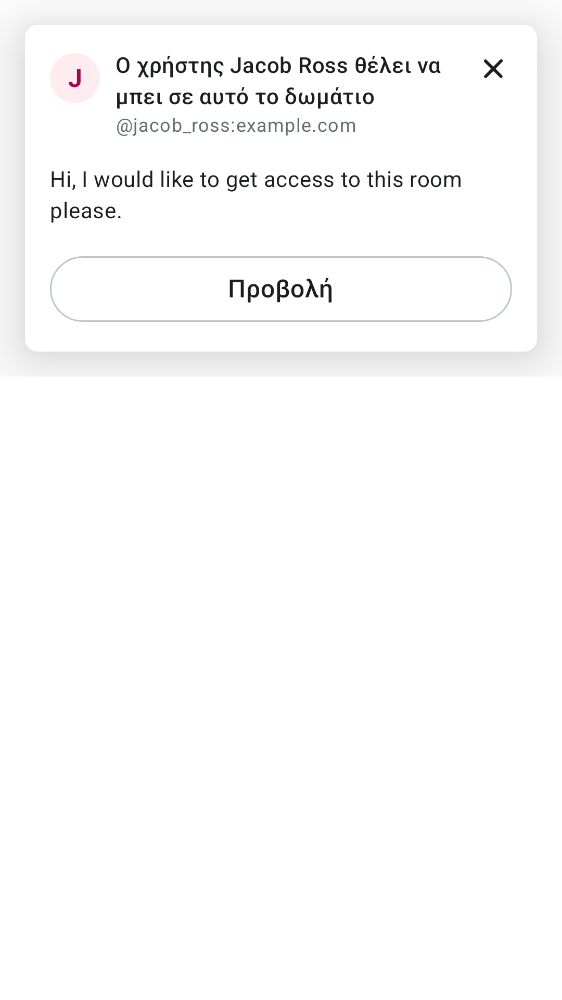 J
Ο χρήστης Jacob Ross θέλει να
μπει σε αυτό το δωμάτιο
@jacob_ross:example.com
Hi, I would like to get access to this room
please.
Προβολή